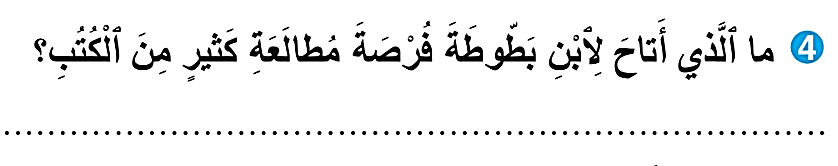 4 ما ٱلَّذي أَتاحَ لِٱبْنِ بَطّوطَةَ فُرْصَةَ مُطالَعَةِ كَثيرٍ مِنَ ٱلْكُتُبِ؟
......................................................................